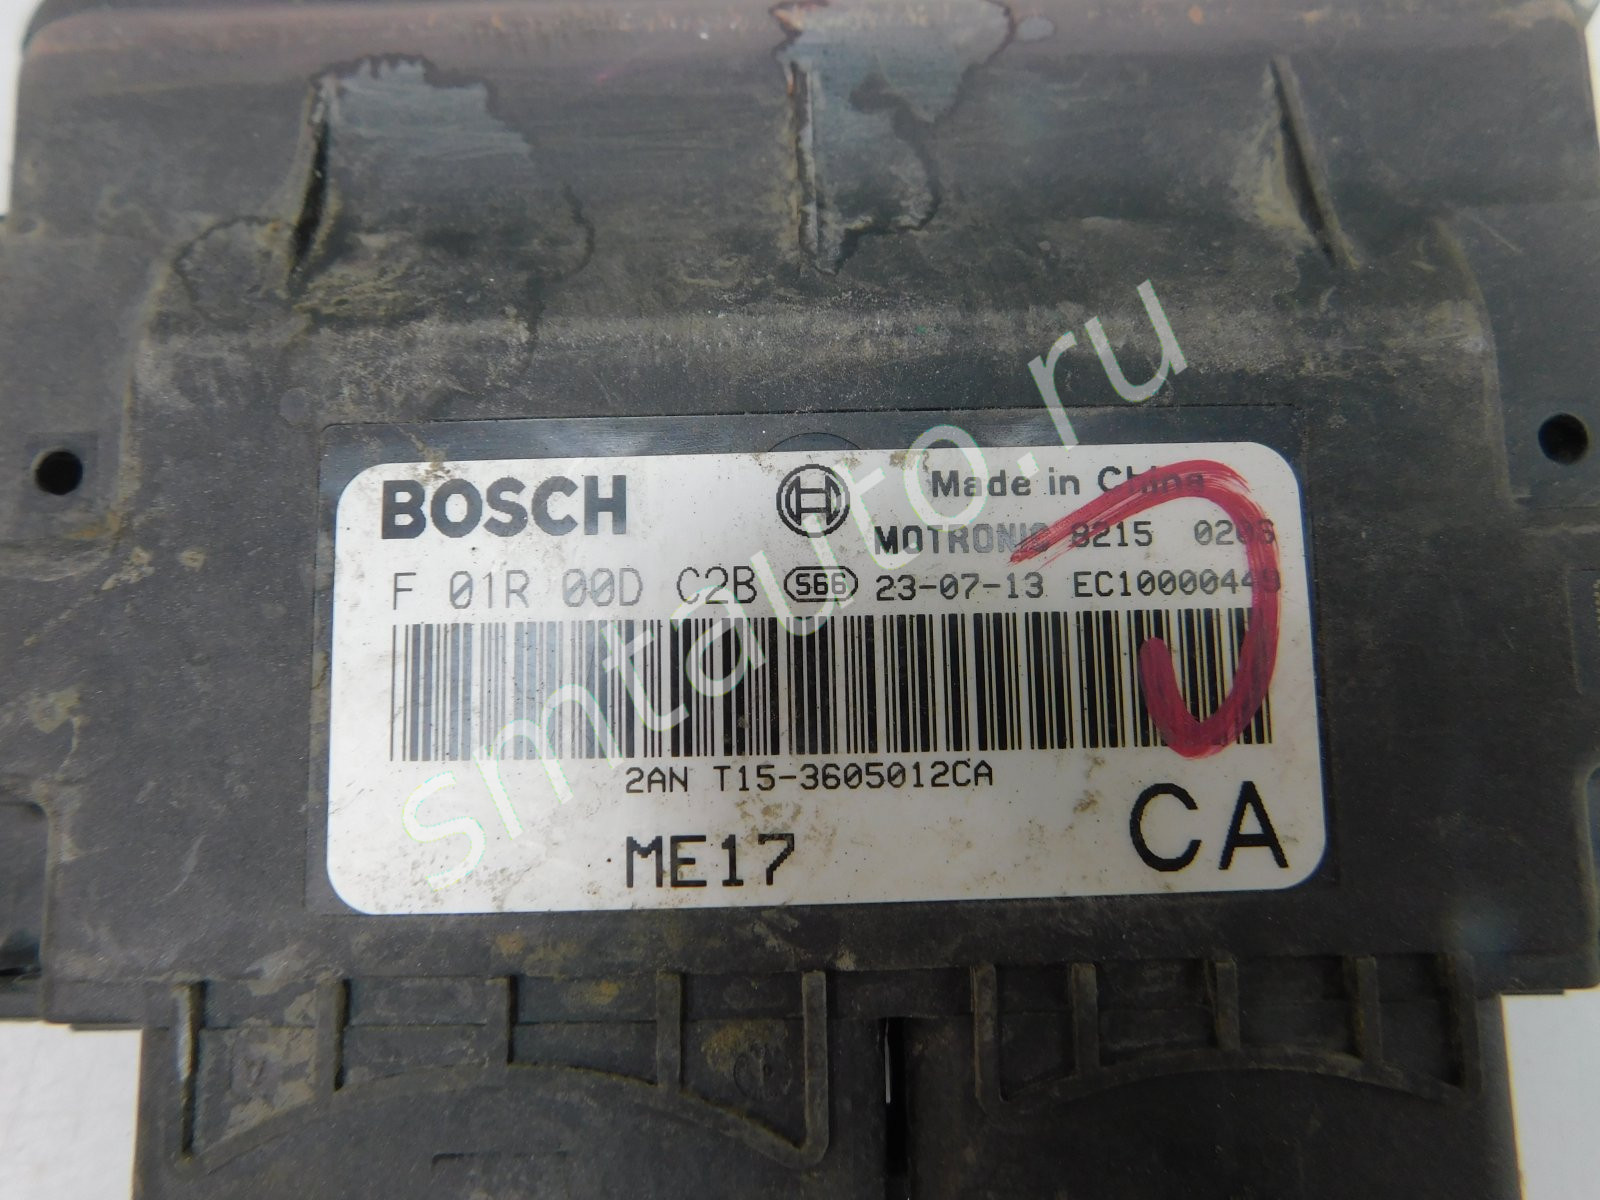 BOSCH
Made in China
MOTRONIC 8215 0206
F 01R 00D C2B S66 23-07-13 EC10000449
2AN T15-3605012CA
ME17
CA
smtauto.ru